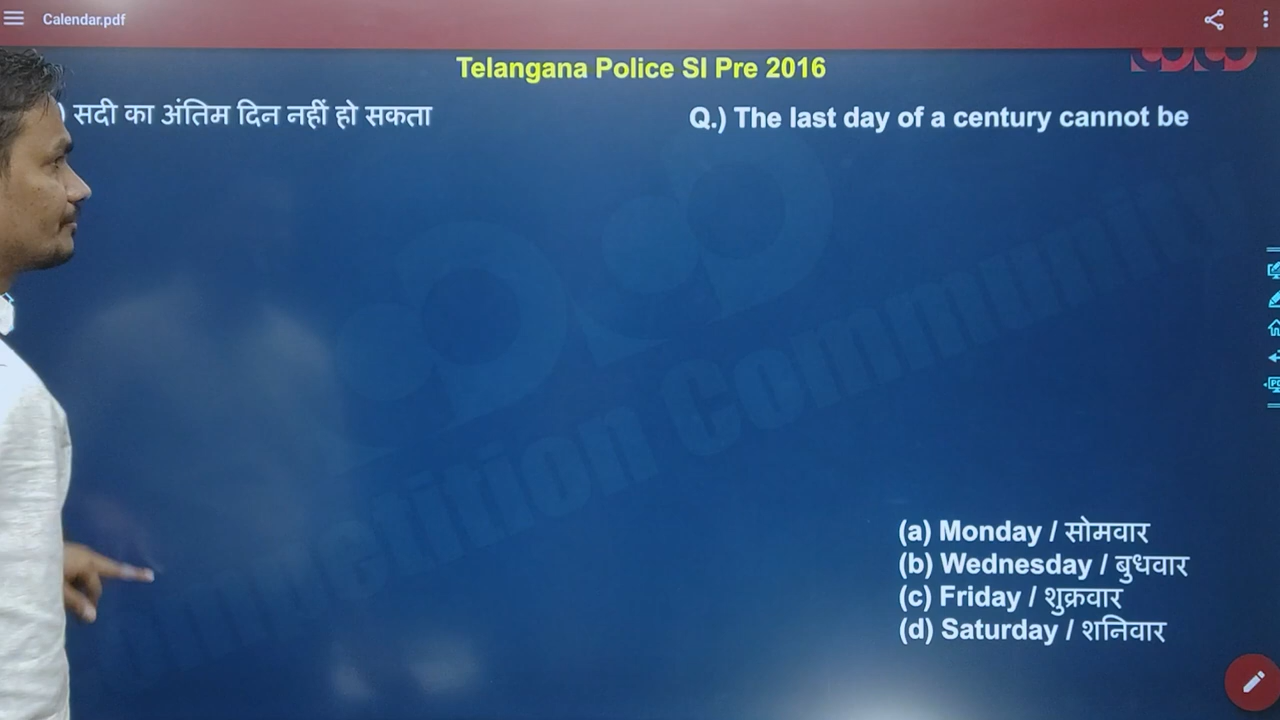 Calendar.pdf
Telangana Police SI Pre 2016
) सदी का अंतिम दिन नहीं हो सकता
Q.) The last day of a century cannot be
(a) Monday / सोमवार
(b) Wednesday / बुधवार
(c) Friday / शुक्रवार
(d) Saturday / शनिवार
Community